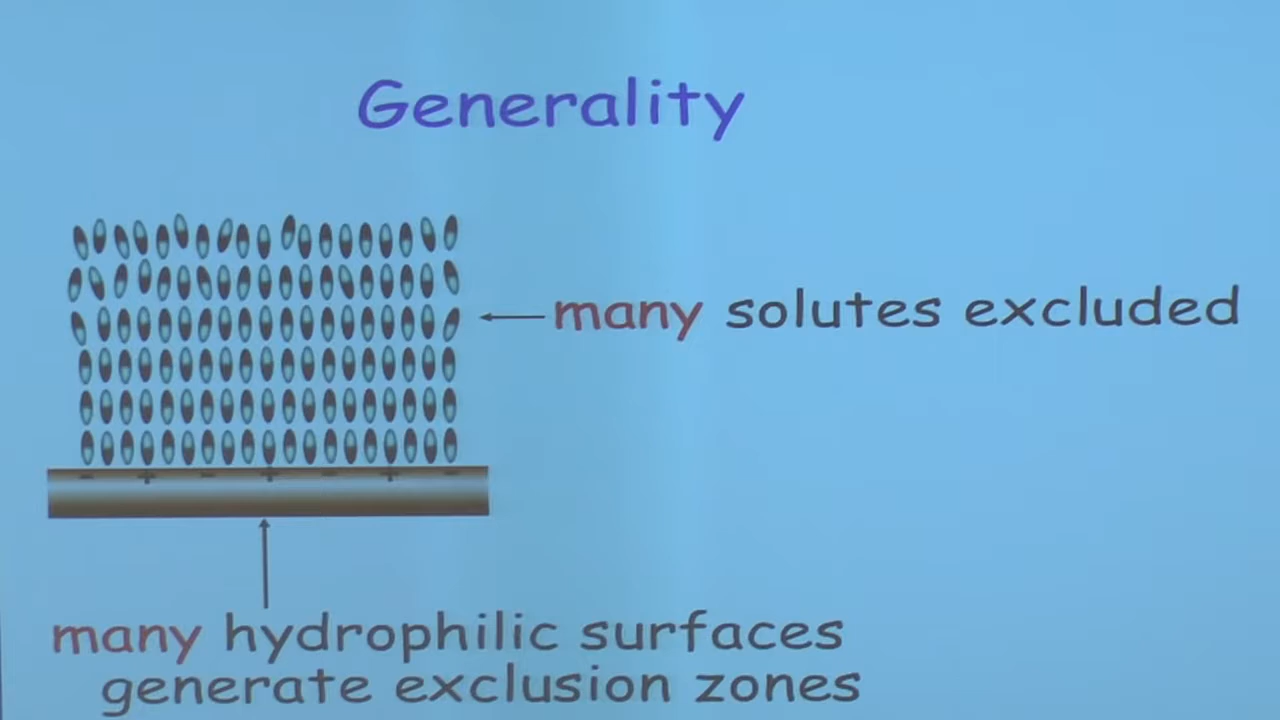 Generality
many solutes excluded
many hydrophilic surfaces
generate exclusion zones